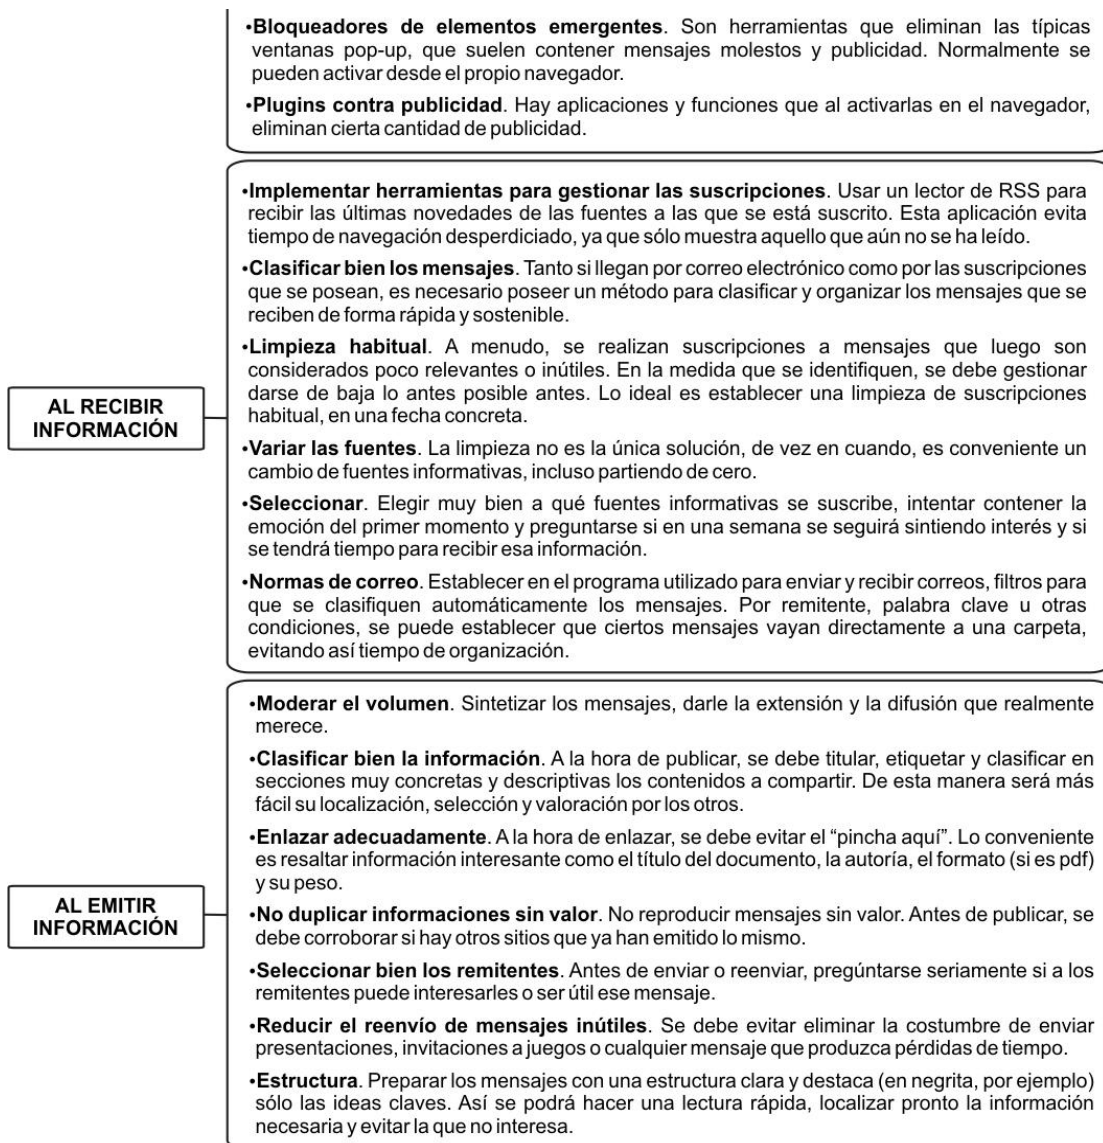 •Bloqueadores de elementos emergentes. Son herramientas que eliminan las típicas
ventanas pop-up, que suelen contener mensajes molestos y publicidad. Normalmente se
pueden activar desde el propio navegador.
•Plugins contra publicidad. Hay aplicaciones y funciones que al activarlas en el navegador,
eliminan cierta cantidad de publicidad.
AL RECIBIR
INFORMACIÓN
•Implementar herramientas para gestionar las suscripciones. Usar un lector de RSS para
recibir las últimas novedades de las fuentes a las que se está suscrito. Esta aplicación evita
tiempo de navegación desperdiciado, ya que sólo muestra aquello que aún no se ha leído.
•Clasificar bien los mensajes. Tanto si llegan por correo electrónico como por las suscripciones
que se posean, es necesario poseer un método para clasificar y organizar los mensajes que se
reciben de forma rápida y sostenible.
•Limpieza habitual. A menudo, se realizan suscripciones a mensajes que luego son
considerados poco relevantes o inútiles. En la medida que se identifiquen, se debe gestionar
darse de baja lo antes posible antes. Lo ideal es establecer una limpieza de suscripciones
habitual, en una fecha concreta.
•Variar las fuentes. La limpieza no es la única solución, de vez en cuando, es conveniente un
cambio de fuentes informativas, incluso partiendo de cero.
•Seleccionar. Elegir muy bien a qué fuentes informativas se suscribe, intentar contener la
emoción del primer momento y preguntarse si en una semana se seguirá sintiendo interés y si
se tendrá tiempo para recibir esa información.
•Normas de correo. Establecer en el programa utilizado para enviar y recibir correos, filtros para
que se clasifiquen automáticamente los mensajes. Por remitente, palabra clave u otras
condiciones, se puede establecer que ciertos mensajes vayan directamente a una carpeta,
evitando así tiempo de organización.
AL EMITIR
INFORMACIÓN
•Moderar el volumen. Sintetizar los mensajes, darle la extensión y la difusión que realmente
merece.
•Clasificar bien la información. A la hora de publicar, se debe titular, etiquetar y clasificar en
secciones muy concretas y descriptivas los contenidos a compartir. De esta manera será más
fácil su localización, selección y valoración por los otros.
•Enlazar adecuadamente. A la hora de enlazar, se debe evitar el “pincha aquí”. Lo conveniente
es resaltar información interesante como el título del documento, la autoría, el formato (si es pdf)
y su peso.
•No duplicar informaciones sin valor. No reproducir mensajes sin valor. Antes de publicar, se
debe corroborar si hay otros sitios que ya han emitido lo mismo.
•Seleccionar bien los remitentes. Antes de enviar o reenviar, pregúntarse seriamente si a los
remitentes puede interesarles o ser útil ese mensaje.
•Reducir el reenvío de mensajes inútiles. Se debe evitar eliminar la costumbre de enviar
presentaciones, invitaciones a juegos o cualquier mensaje que produzca pérdidas de tiempo.
•Estructura. Preparar los mensajes con una estructura clara y destaca (en negrita, por ejemplo)
sólo las ideas claves. Así se podrá hacer una lectura rápida, localizar pronto la información
necesaria y evitar la que no interesa.